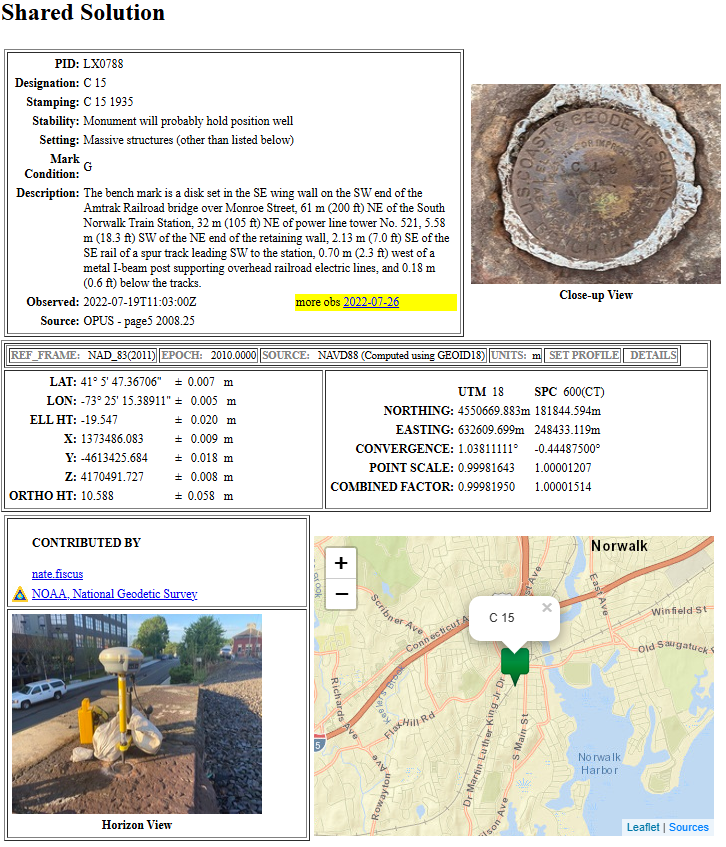 Shared Solution
PID: LX0788
Designation: C 15
Stamping: C 15 1935
Stability: Monument will probably hold position well
Setting: Massive structures (other than listed below)
Mark
Condition: G
Description: The bench mark is a disk set in the SE wing wall on the SW end of the
Amtrak Railroad bridge over Monroe Street, 61 m (200 ft) NE of the South
Norwalk Train Station, 32 m (105 ft) NE of power line tower No. 521, 5.58
m (18.3 ft) SW of the NE end of the retaining wall, 2.13 m (7.0 ft) SE of the
SE rail of a spur track leading SW to the station, 0.70 m (2.3 ft) west of a
metal I-beam post supporting overhead railroad electric lines, and 0.18 m
(0.6 ft) below the tracks.
Observed: 2022-07-19T11:03:00Z more obs 2022-07-26
Source: OPUS - page5 2008.25
U.S. COAST & GEODETIC SURVEY
C 15
Close-up View
REF_FRAME: NAD_83(2011) EPOCH: 2010.0000 SOURCE: NAVD88 (Computed using GEOID18) UNITS: m SET PROFILE DETAILS
LAT: 41° 5' 47.36706" ± 0.007 m
LON: -73° 25' 15.38911" ± 0.005 m
ELL HT: -19.547 ± 0.020 m
X: 1373486.083 ± 0.009 m
Y: -4613425.684 ± 0.018 m
Z: 4170491.727 ± 0.008 m
ORTHO HT: 10.588 ± 0.058 m
UTM 18 SPC 600(CT)
NORTHING: 4550669.883m 181844.594m
EASTING: 632609.699m 248433.119m
CONVERGENCE: 1.03811111° -0.44487500°
POINT SCALE: 0.99981643 1.00001207
COMBINED FACTOR: 0.99981950 1.00001514
CONTRIBUTED BY
nate.fiscus
NOAA, National Geodetic Survey
Horizon View
+
−
Norwalk
C 15
×
Scribner Ave
Connecticut A
East Ave
Winfield St
Old Saugatuck
Richards Ave
Keeler's Brook
Flax Hill Rd
Dr Martin Luther King Jr Dr
S Main St
Rowayton Ave
Wilson Ave
Norwalk
Harbor
5
Leaflet | Sources